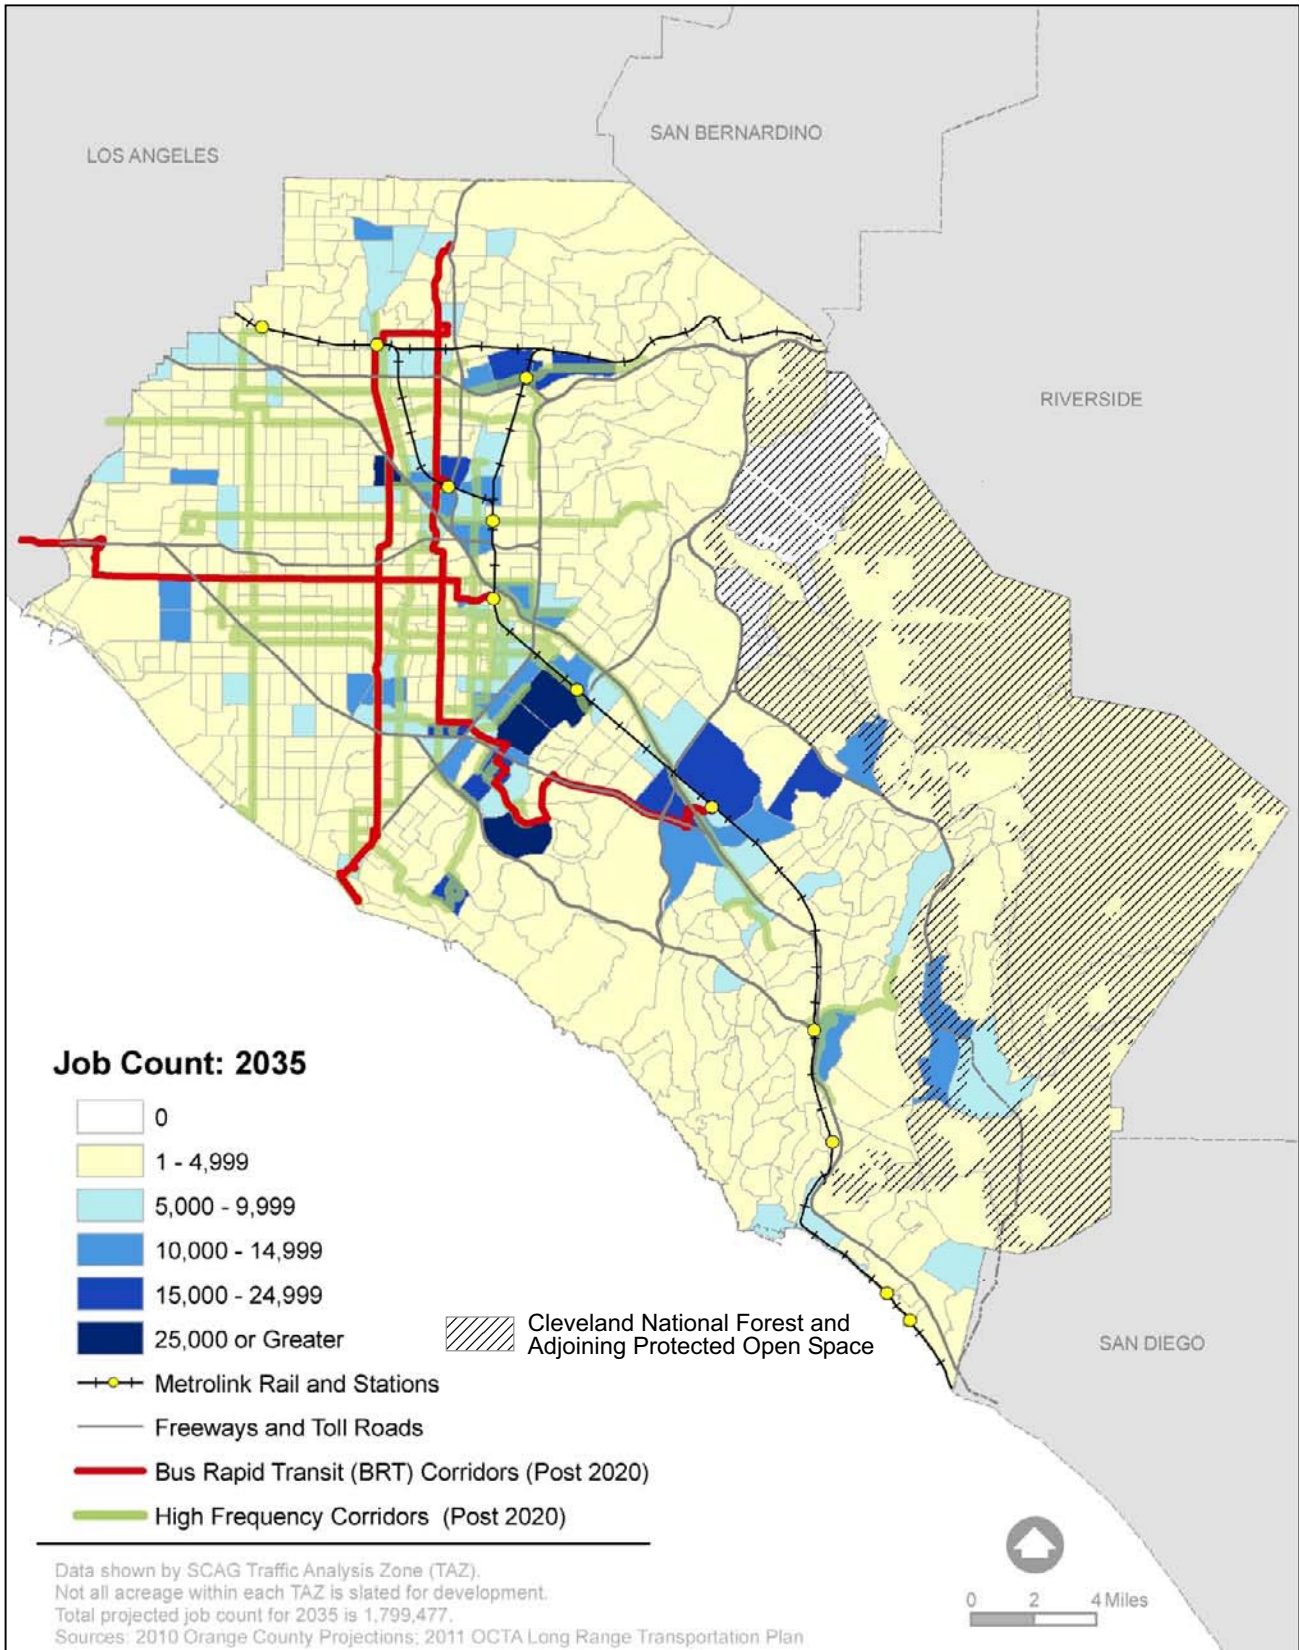 LOS ANGELES
SAN BERNARDINO
RIVERSIDE
SAN DIEGO
Job Count: 2035
0
1 - 4,999
5,000 - 9,999
10,000 - 14,999
15,000 - 24,999
25,000 or Greater
Cleveland National Forest and
Adjoining Protected Open Space
Metrolink Rail and Stations
Freeways and Toll Roads
Bus Rapid Transit (BRT) Corridors (Post 2020)
High Frequency Corridors (Post 2020)
Data shown by SCAG Traffic Analysis Zone (TAZ).
Not all acreage within each TAZ is slated for development.
Total projected job count for 2035 is 1,799,477.
Sources: 2010 Orange County Projections; 2011 OCTA Long Range Transportation Plan
0 2 4 Miles